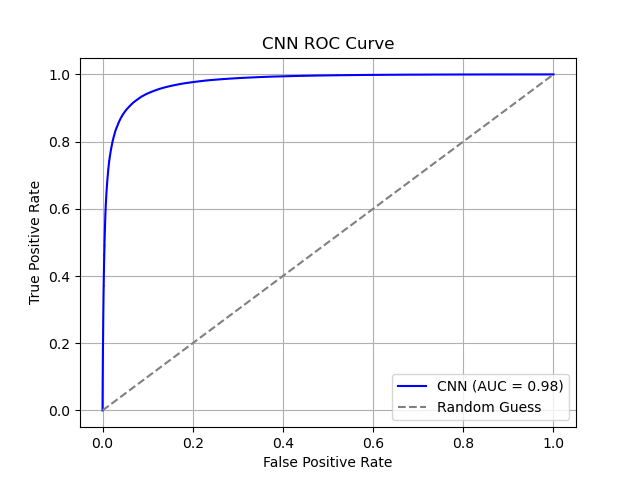 CNN ROC Curve
True Positive Rate
1.0
0.8
0.6
0.4
0.2
0.0
CNN (AUC = 0.98)
Random Guess
0.0
0.2
0.4
0.6
0.8
1.0
False Positive Rate